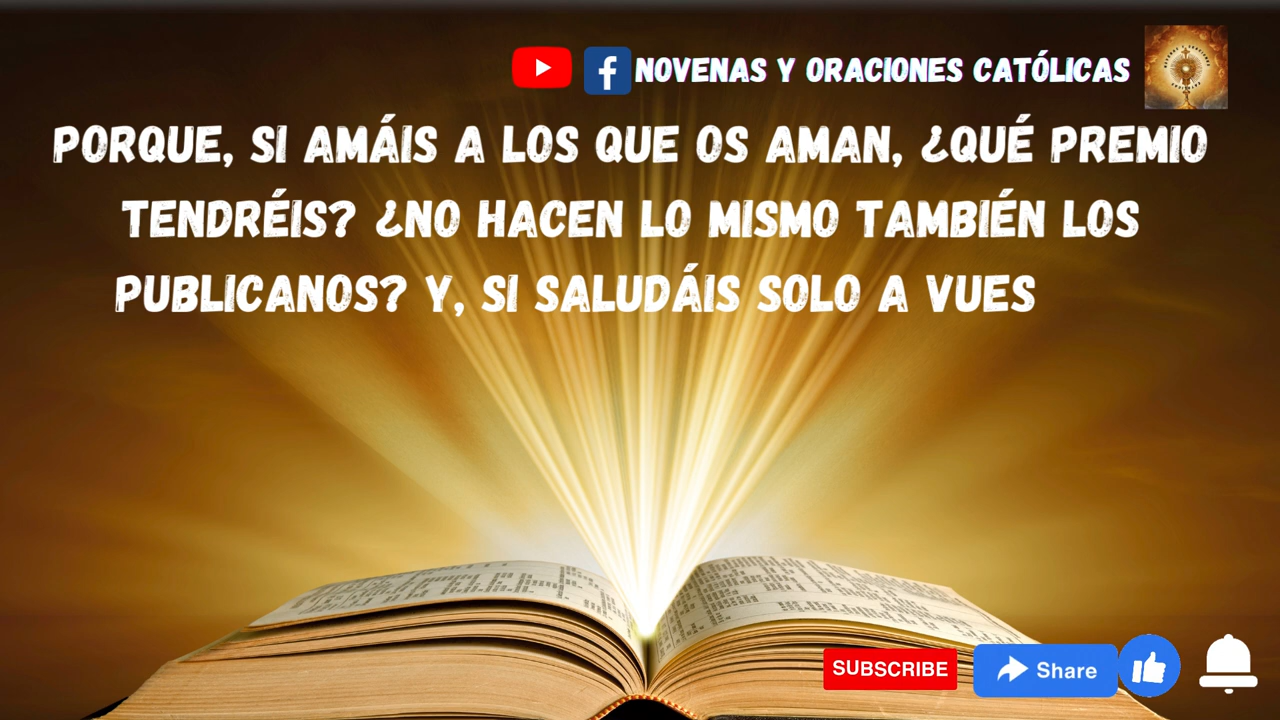 NOVENAS Y ORACIONES CATÓLICAS
PORQUE, SI AMÁIS A LOS QUE OS AMAN, ¿QUÉ PREMIO
TENDRÉIS? ¿NO HACEN LO MISMO TAMBIÉN LOS
PUBLICANOS? Y, SI SALUDÁIS SOLO A VUES
SUBSCRIBE
Share